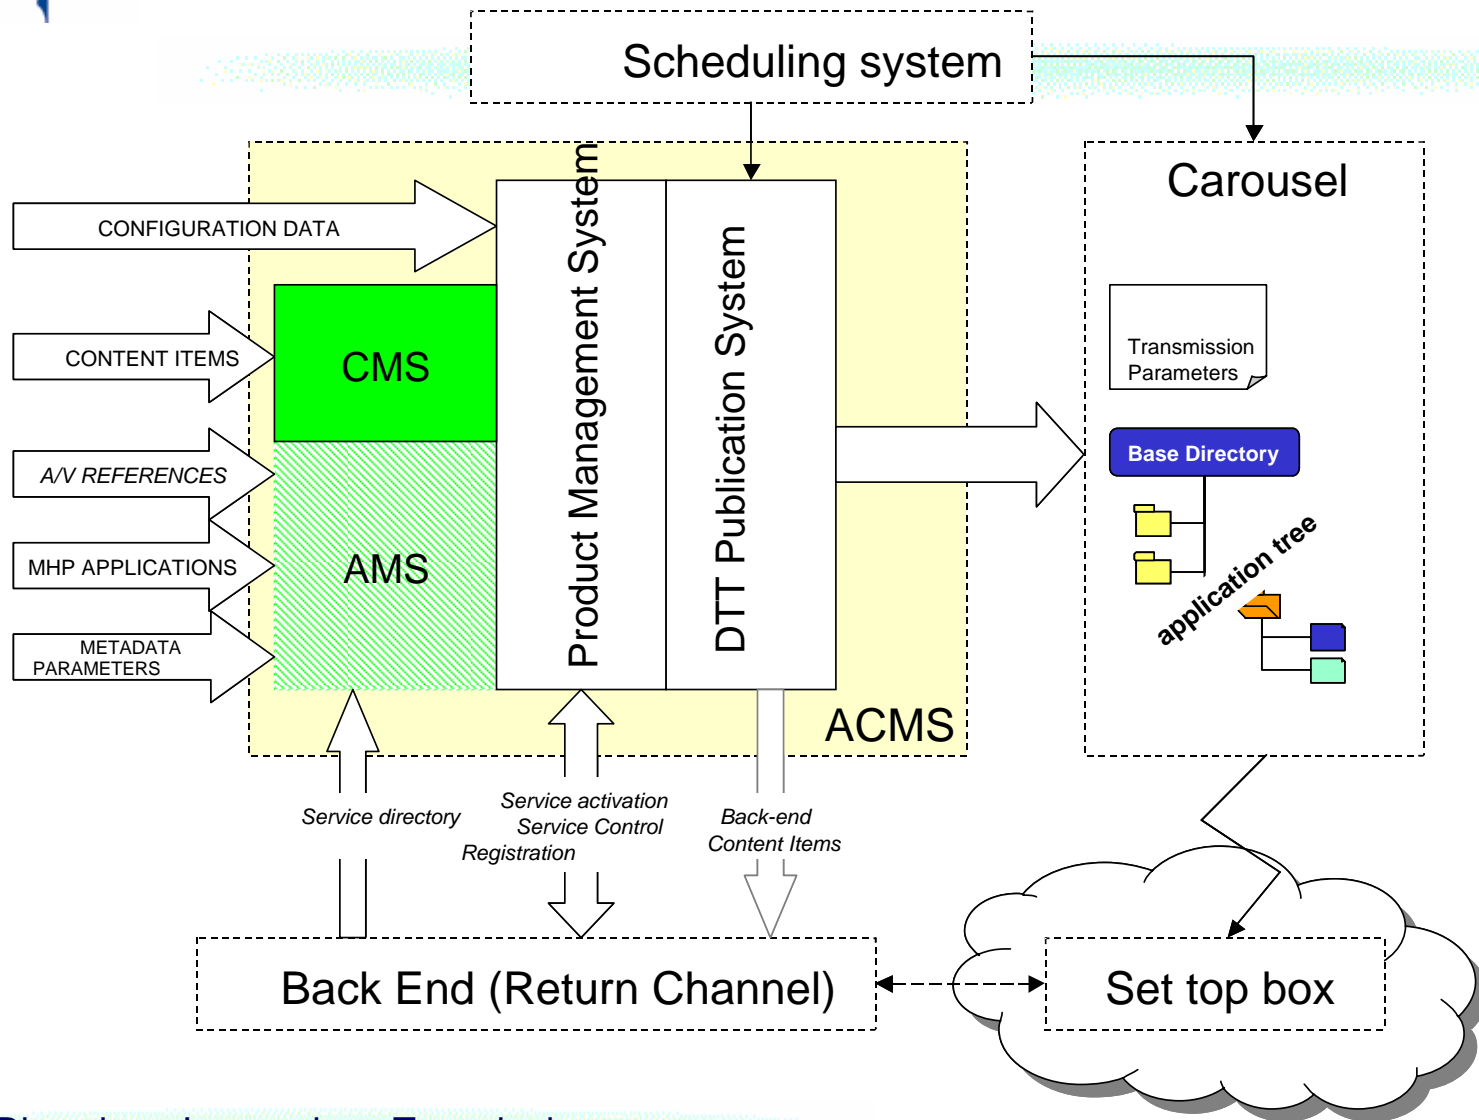 Scheduling system
Carousel
CONFIGURATION DATA
Product Management System
DTT Publication System
CONTENT ITEMS
CMS
Transmission
Parameters
A/V REFERENCES
Base Directory
MHP APPLICATIONS
AMS
application tree
METADATA
PARAMETERS
ACMS
Service directory
Service activation
Service Control
Registration
Back-end
Content Items
Back End (Return Channel)
Set top box